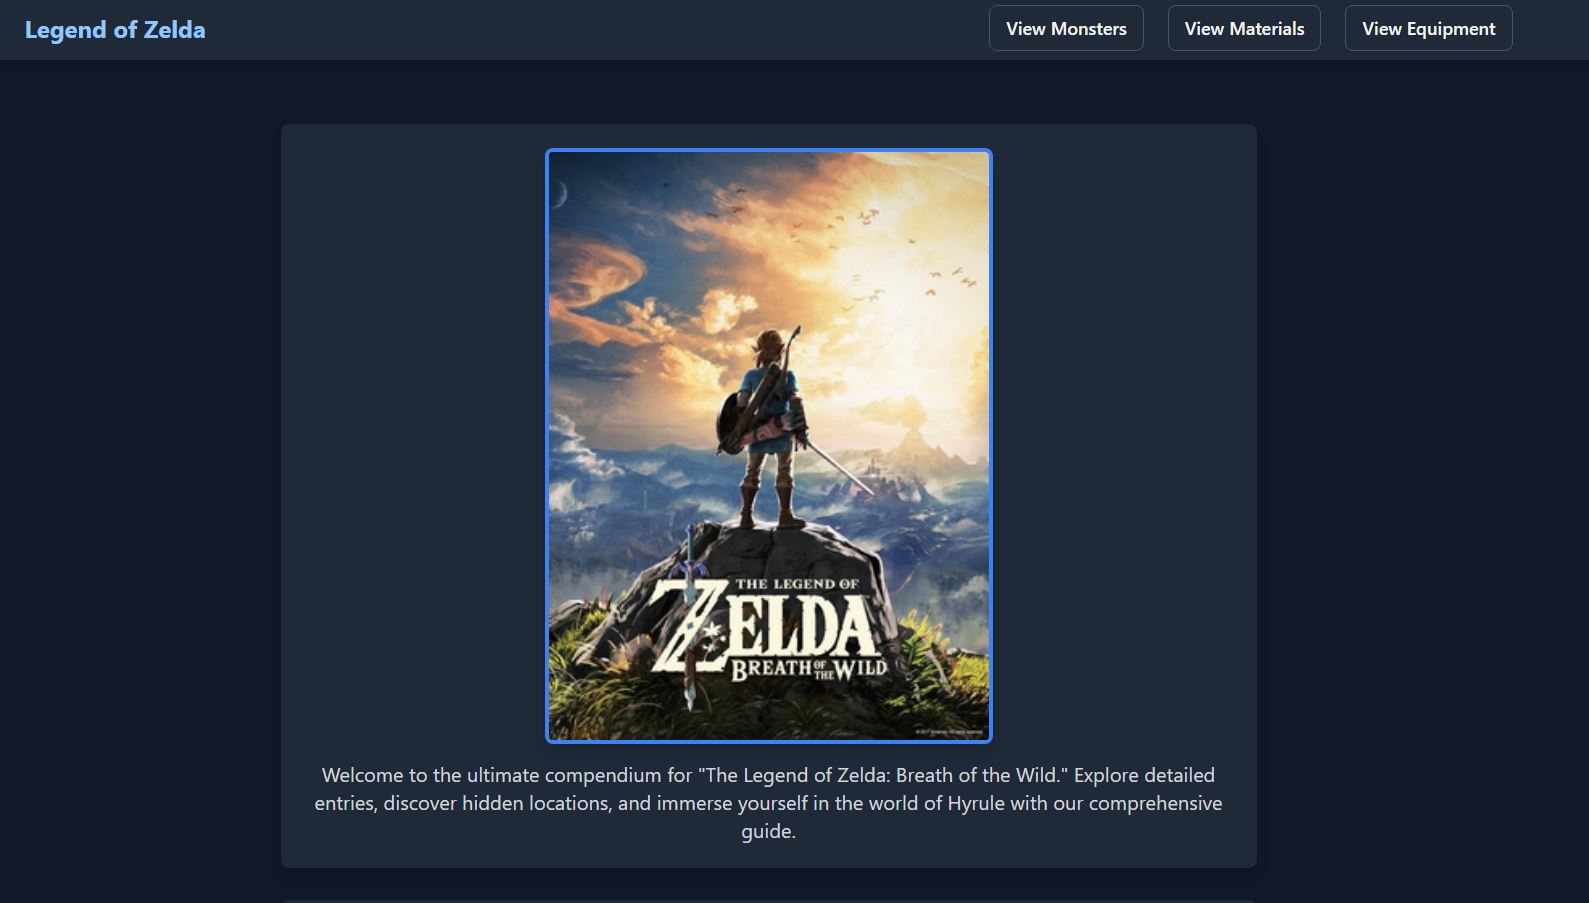 Legend of Zelda
View Monsters
View Materials
View Equipment
THE LEGEND OF
ZELDA
BREATH OF THE WILD
Welcome to the ultimate compendium for "The Legend of Zelda: Breath of the Wild." Explore detailed
entries, discover hidden locations, and immerse yourself in the world of Hyrule with our comprehensive
guide.